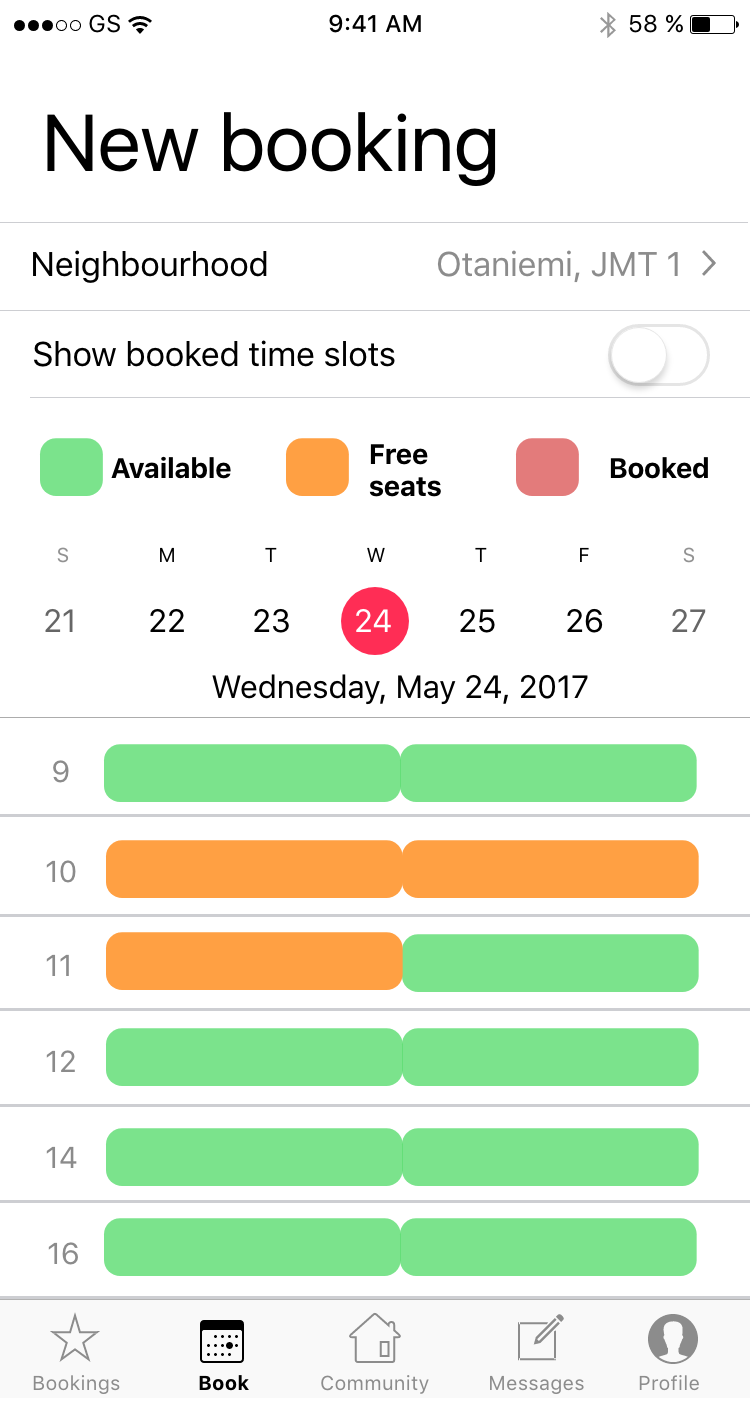 GS 9:41 AM 58 %
New booking
Neighbourhood Otaniemi, JMT 1
Show booked time slots
Available Free seats Booked
S M T W T F S
21 22 23 24 25 26 27
Wednesday, May 24, 2017
9
10
11
12
14
16
Bookings Book Community Messages Profile